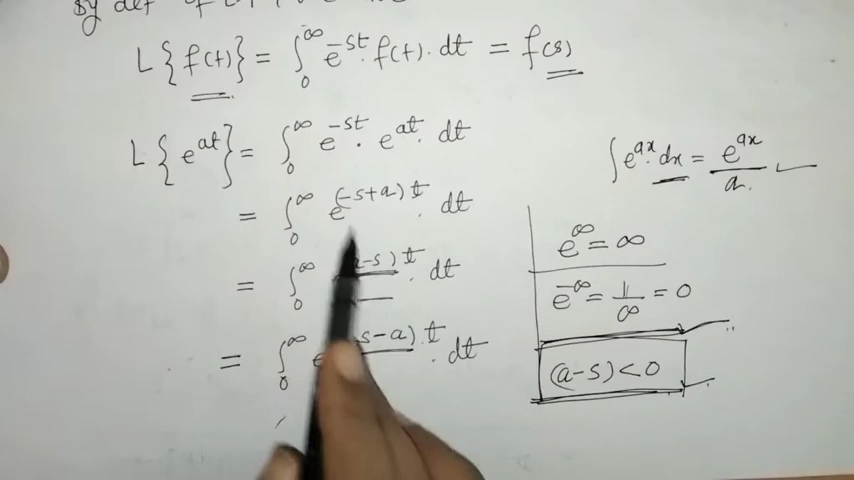 By def of
L{f(t)} = ∫₀^∞ e^-st. f(t). dt = f(s)
L{e^at} = ∫₀^∞ e^-st . e^at. dt
= ∫₀^∞ e^(-s+a)t . dt
= ∫₀^∞ -s)t . dt
= ∫₀^∞ e s-a).t . dt
∫e^ax. dx = e^ax/a.
e^∞ = ∞
e^-∞ = 1/∞ = 0
(a-s) < 0